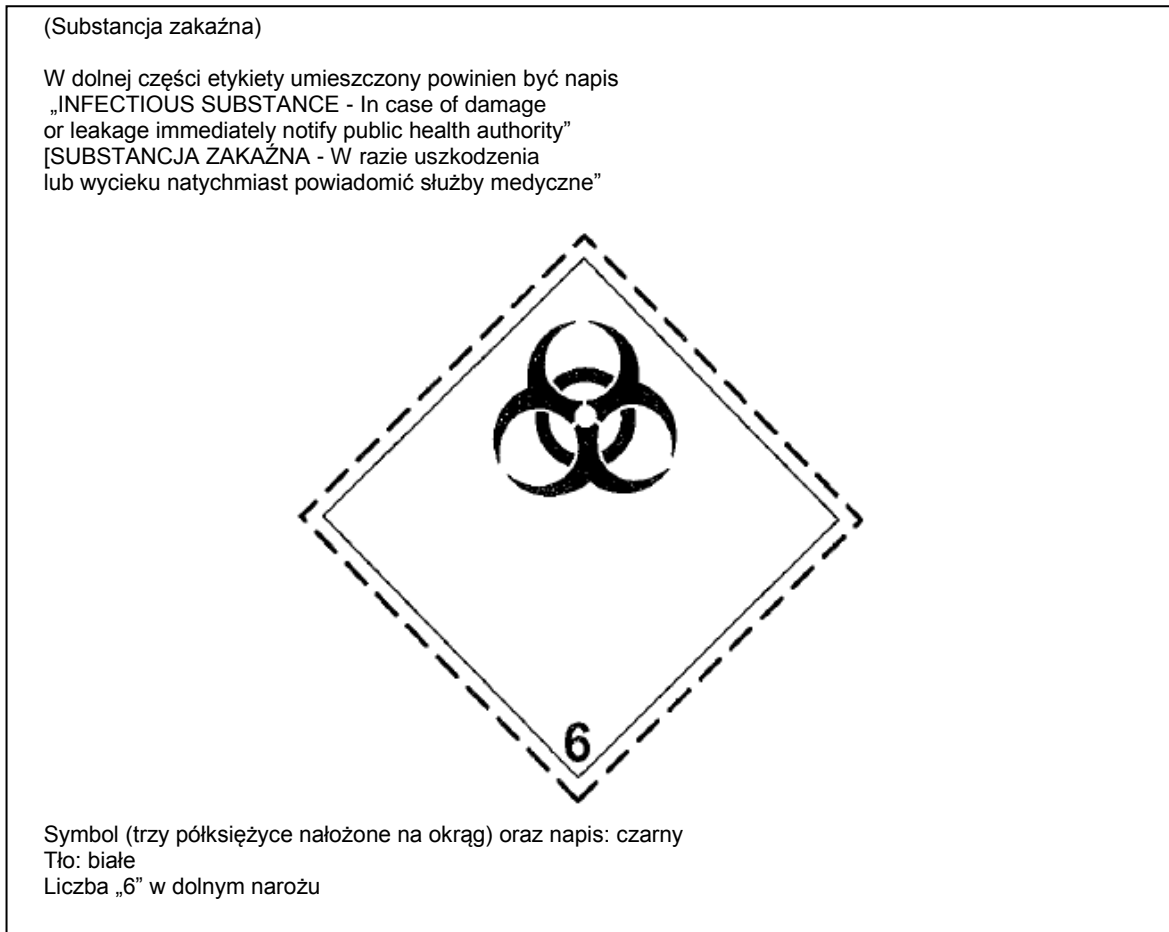 (Substancja zakaźna)
W dolnej części etykiety umieszczony powinien być napis
„INFECTIOUS SUBSTANCE - In case of damage
or leakage immediately notify public health authority”
[SUBSTANCJA ZAKAŹNA - W razie uszkodzenia
lub wycieku natychmiast powiadomić służby medyczne”
6
Symbol (trzy półksiężyce nałożone na okrąg) oraz napis: czarny
Tło: białe
Liczba „6” w dolnym narożu